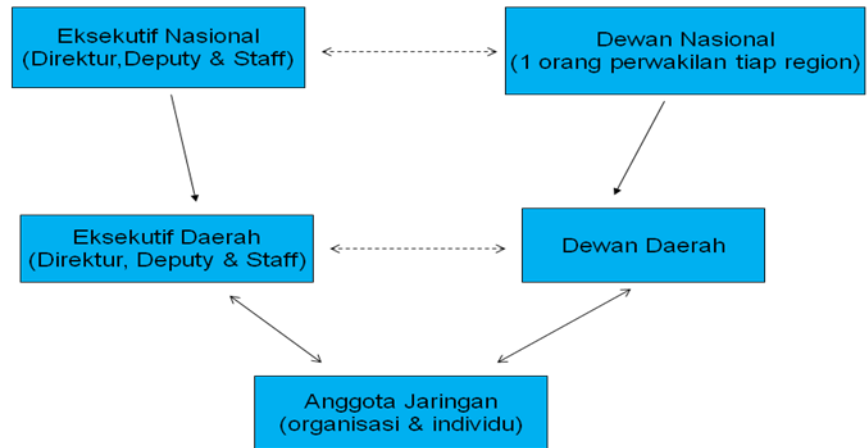 Eksekutif Nasional
(Direktur,Deputy & Staff)
Dewan Nasional
(1 orang perwakilan tiap region)
Eksekutif Daerah
(Direktur, Deputy & Staff)
Dewan Daerah
Anggota Jaringan
(organisasi & individu)